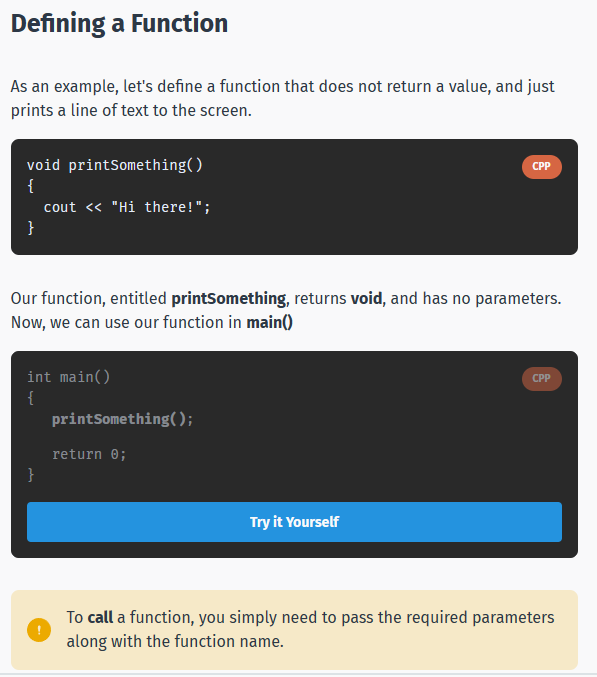 Defining a Function
As an example, let's define a function that does not return a value, and just
prints a line of text to the screen.
void printSomething()
CPP
{
  cout << "Hi there!";
}
Our function, entitled printSomething, returns void, and has no parameters.
Now, we can use our function in main()
int main()
CPP
{
   printSomething();
   return 0;
}
Try it Yourself
!
To call a function, you simply need to pass the required parameters
along with the function name.